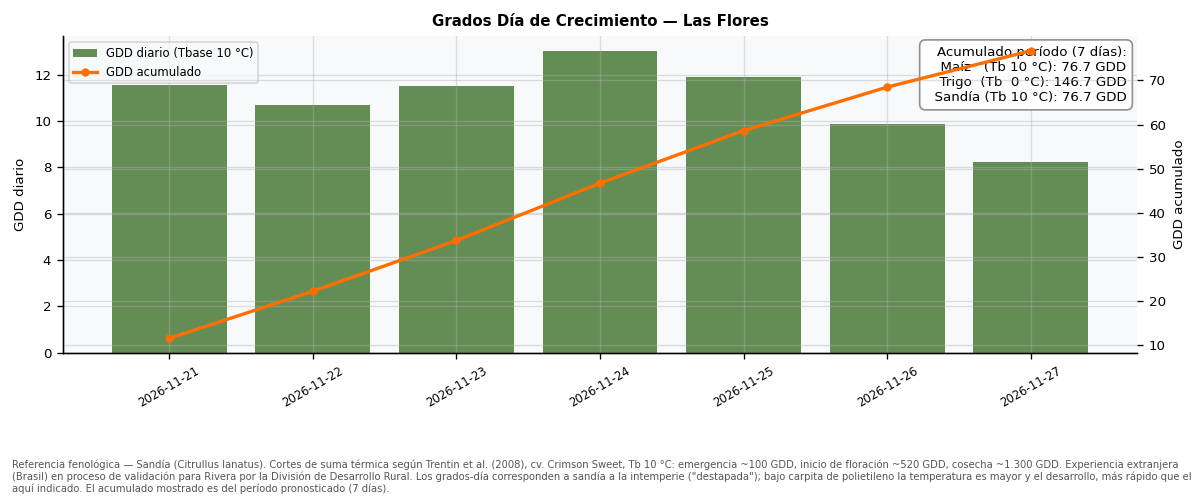 Grados Día de Crecimiento — Las Flores
GDD diario (Tbase 10 °C)
GDD acumulado
Acumulado período (7 días):
Maíz (Tb 10 °C): 76.7 GDD
Trigo (Tb 0 °C): 146.7 GDD
Sandía (Tb 10 °C): 76.7 GDD
GDD diario
12
10
8
6
4
2
0
GDD acumulado
70
60
50
40
30
20
10
2026-11-21
2026-11-22
2026-11-23
2026-11-24
2026-11-25
2026-11-26
2026-11-27
Referencia fenológica — Sandía (Citrullus lanatus). Cortes de suma térmica según Trentin et al. (2008), cv. Crimson Sweet, Tb 10 °C: emergencia ~100 GDD, inicio de floración ~520 GDD, cosecha ~1.300 GDD. Experiencia extranjera
(Brasil) en proceso de validación para Rivera por la División de Desarrollo Rural. Los grados-día corresponden a sandía a la intemperie ("destapada"); bajo carpita de polietileno la temperatura es mayor y el desarrollo, más rápido que el
aquí indicado. El acumulado mostrado es del período pronosticado (7 días).